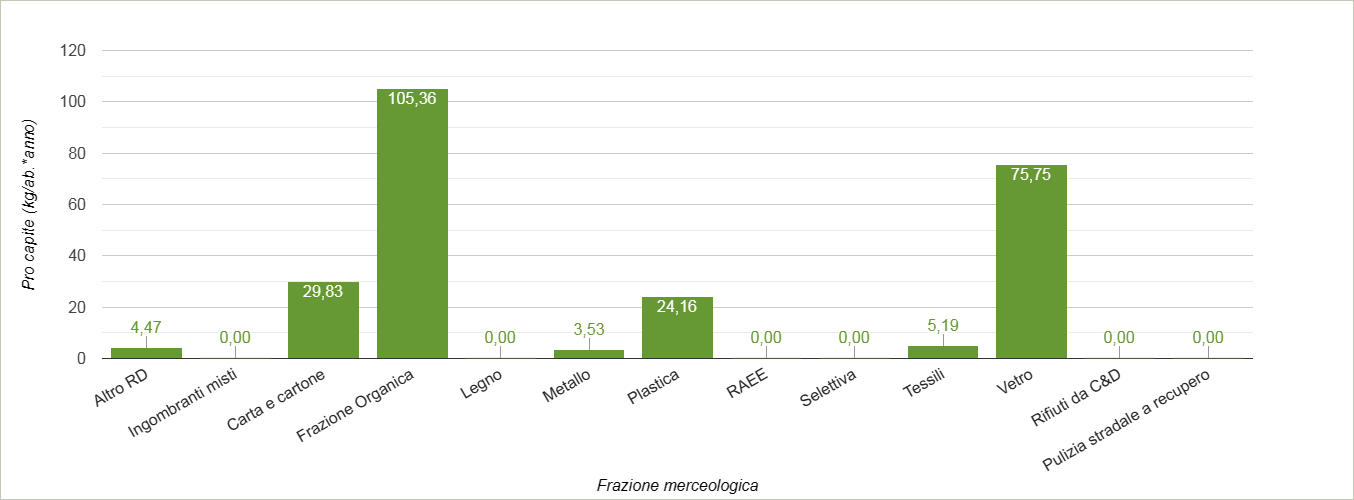 120
100
80
60
40
20
0
Pro capite (kg/ab.*anno)
4,47
0,00
29,83
105,36
0,00
3,53
24,16
0,00
0,00
5,19
75,75
0,00
0,00
Altro RD
Ingombranti misti
Carta e cartone
Frazione Organica
Legno
Metallo
Plastica
RAEE
Selettiva
Tessili
Vetro
Rifiuti da C&D
Pulizia stradale a recupero
Frazione merceologica